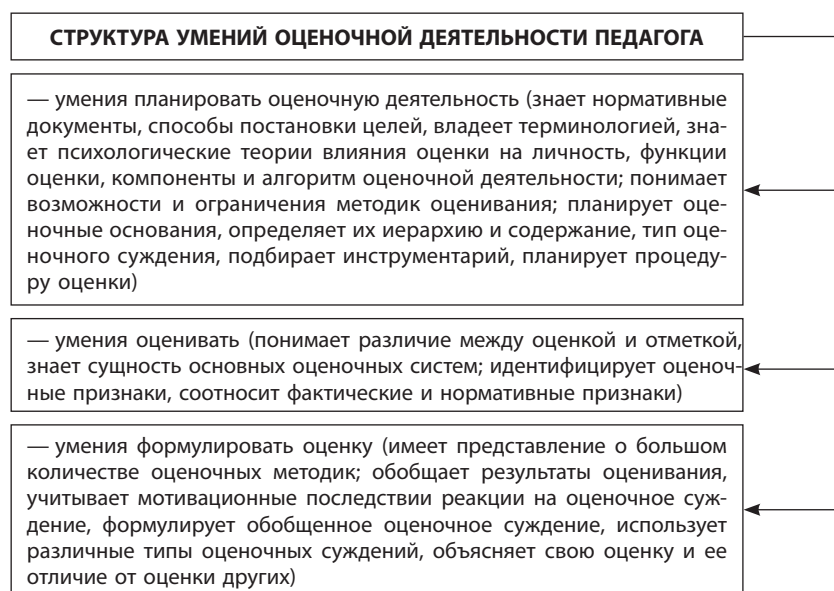 СТРУКТУРА УМЕНИЙ ОЦЕНОЧНОЙ ДЕЯТЕЛЬНОСТИ ПЕДАГОГА
— умения планировать оценочную деятельность (знает нормативные
документы, способы постановки целей, владеет терминологией, зна-
ет психологические теории влияния оценки на личность, функции
оценки, компоненты и алгоритм оценочной деятельности; понимает
возможности и ограничения методик оценивания; планирует оце-
ночные основания, определяет их иерархию и содержание, тип оце-
ночного суждения, подбирает инструментарий, планирует процеду-
ру оценки)
— умения оценивать (понимает различие между оценкой и отметкой,
знает сущность основных оценочных систем; идентифицирует оценоч-
ные признаки, соотносит фактические и нормативные признаки)
— умения формулировать оценку (имеет представление о большом
количестве оценочных методик; обобщает результаты оценивания,
учитывает мотивационные последствии реакции на оценочное суж-
дение, формулирует обобщенное оценочное суждение, использует
различные типы оценочных суждений, объясняет свою оценку и ее
отличие от оценки других)